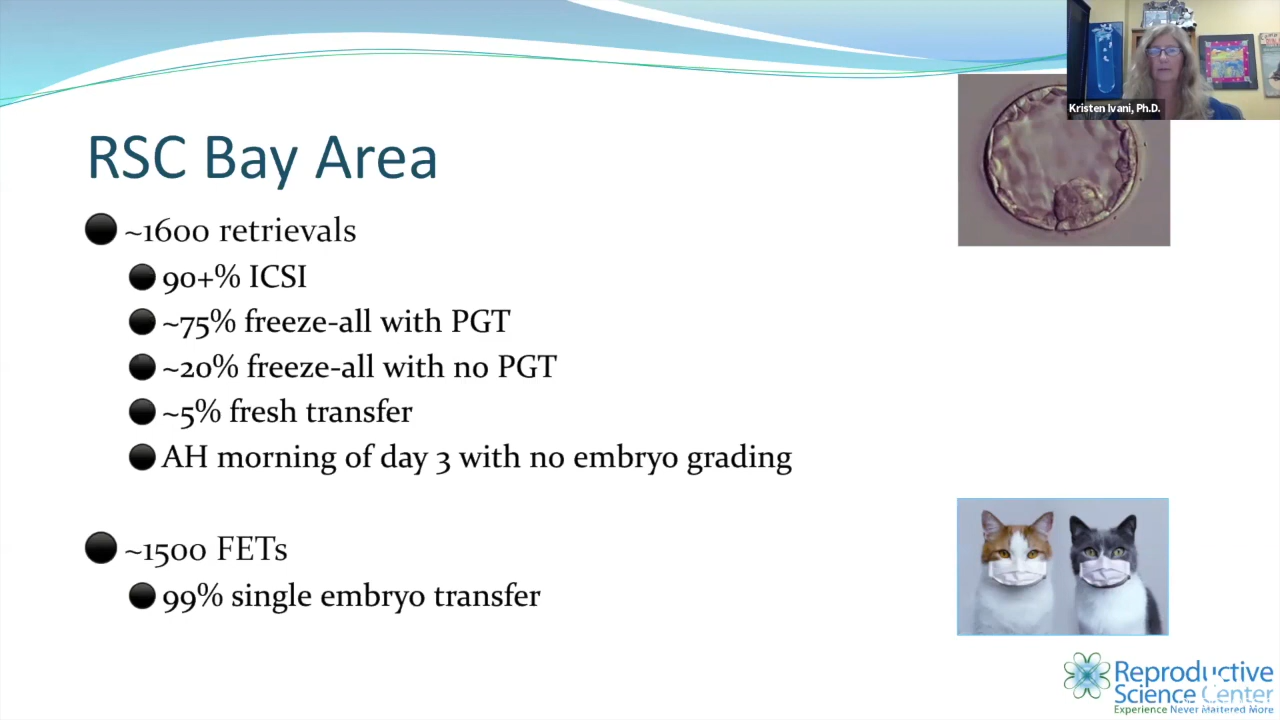 Kristen Ivani, Ph.D.
RSC Bay Area
~1600 retrievals
90+% ICSI
~75% freeze-all with PGT
~20% freeze-all with no PGT
~5% fresh transfer
AH morning of day 3 with no embryo grading
~1500 FETs
99% single embryo transfer
Reproductive
Science Center
Experience Never Mattered More